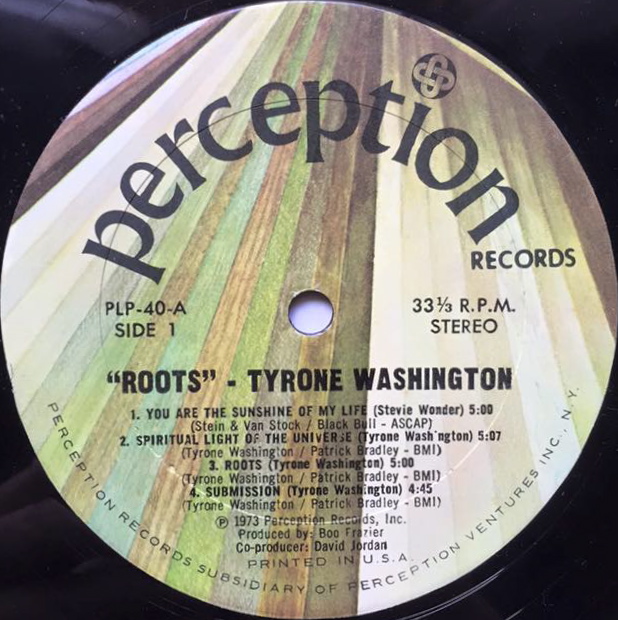 perception
RECORDS
PLP-40-A
SIDE 1
33⅓ R.P.M.
STEREO
"ROOTS" - TYRONE WASHINGTON
1. YOU ARE THE SUNSHINE OF MY LIFE (Stevie Wonder) 5:00
(Stein & Van Stock / Black Bull - ASCAP)
2. SPIRITUAL LIGHT OF THE UNIVERSE (Tyrone Washington) 5:07
(Tyrone Washington / Patrick Bradley - BMI)
3. ROOTS (Tyrone Washington) 5:00
(Tyrone Washington / Patrick Bradley - BMI)
4. SUBMISSION (Tyrone Washington) 4:45
(Tyrone Washington / Patrick Bradley - BMI)
℗ 1973 Perception Records, Inc.
Produced by: Boo Frazier
Co-producer: David Jordan
PRINTED IN U.S.A.
PERCEPTION RECORDS SUBSIDIARY OF PERCEPTION VENTURES INC., N.Y.